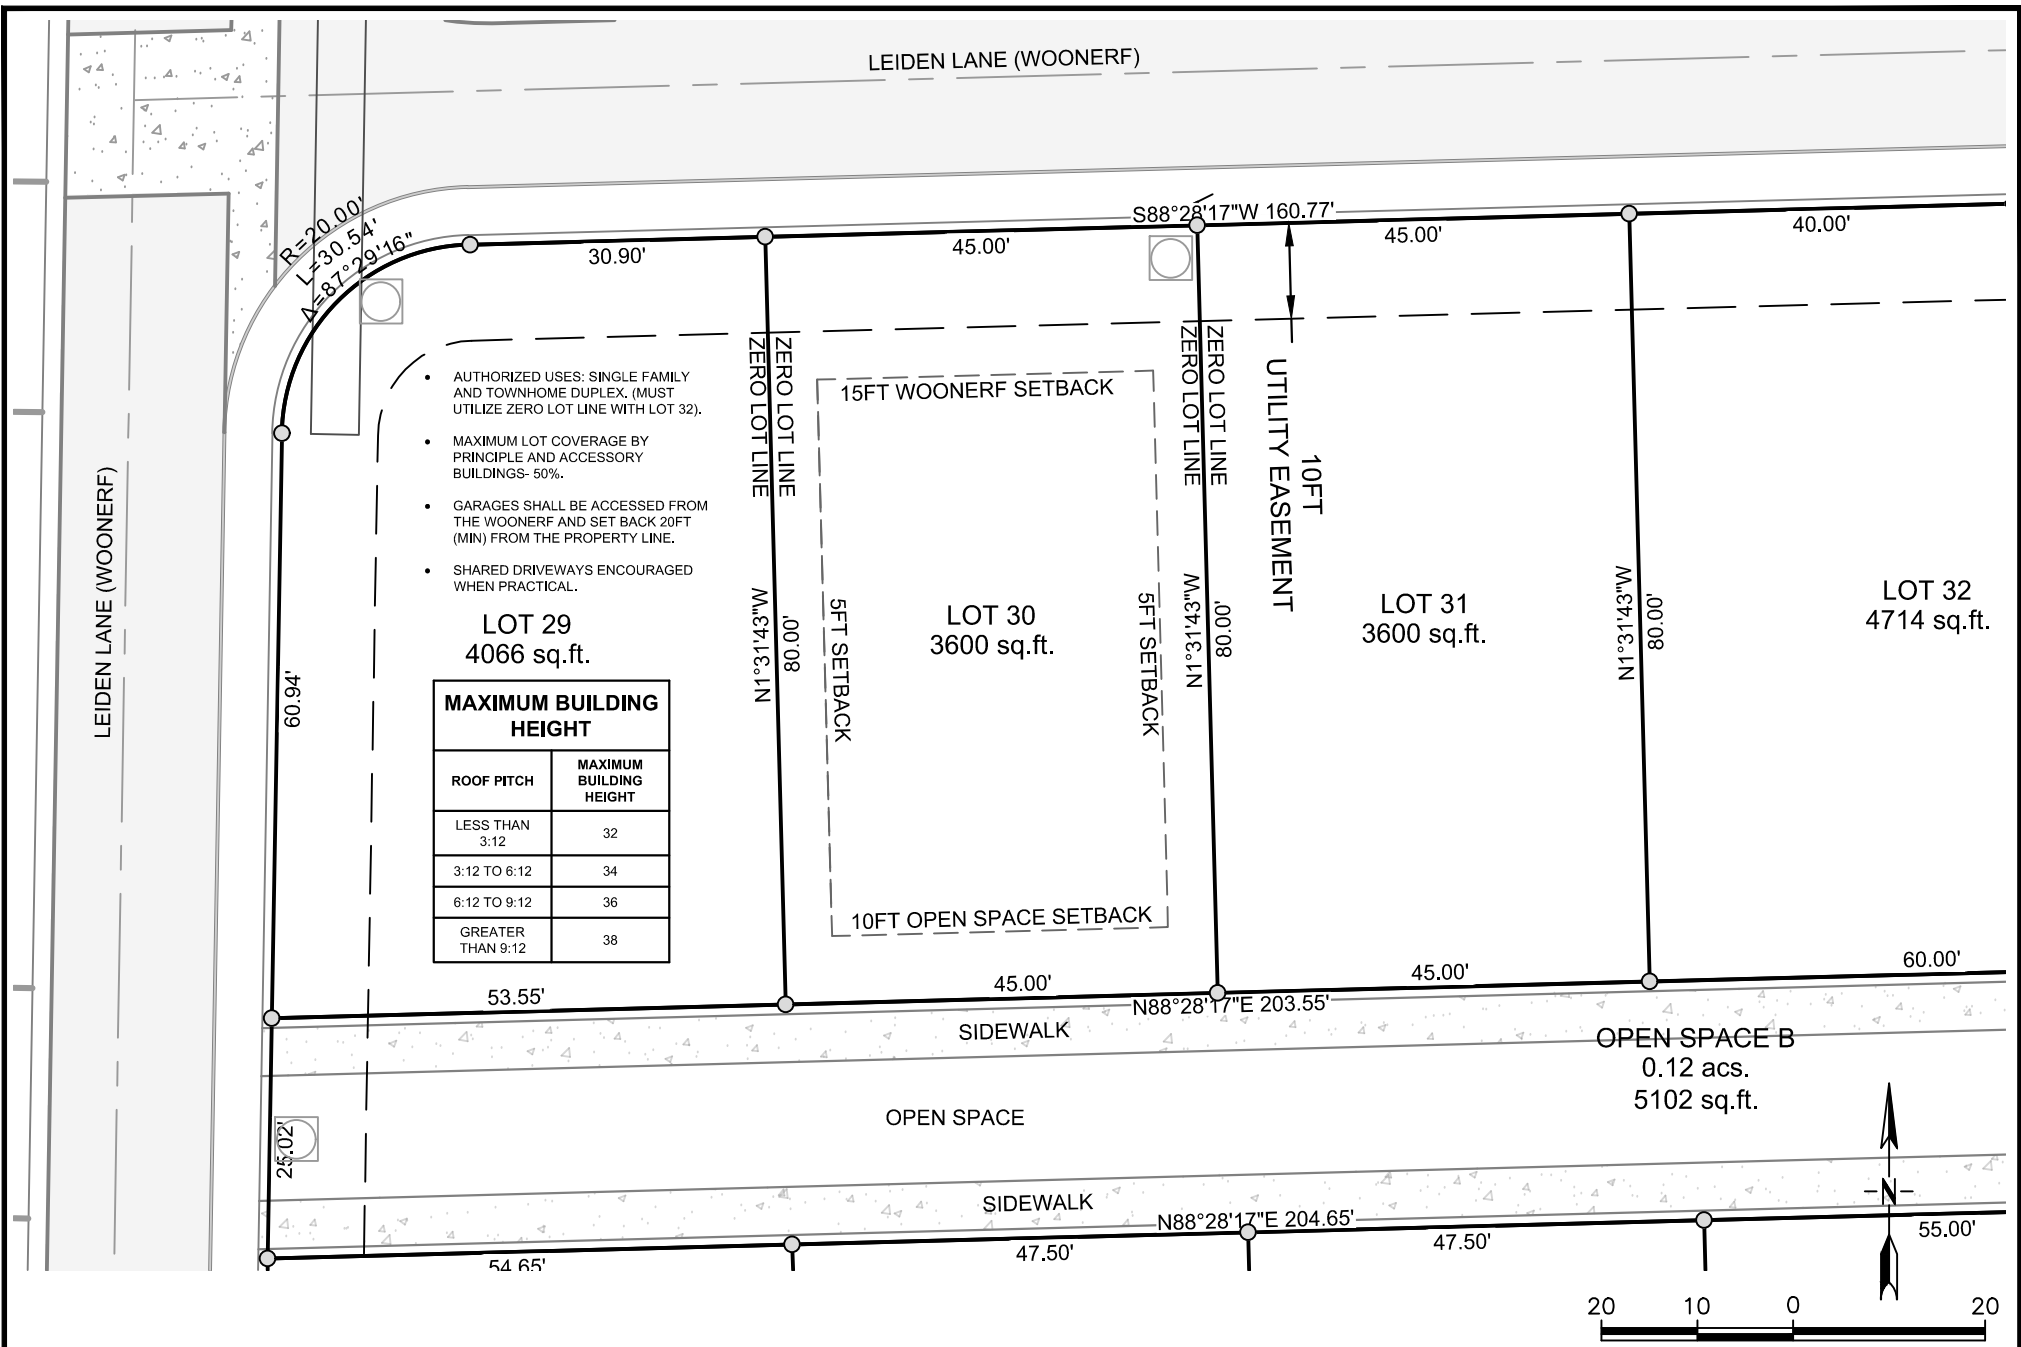 LEIDEN LANE (WOONERF)
R=20.00'
L=30.54'
Δ=87°29'16"
S88°28'17"W 160.77'
30.90'
45.00'
45.00'
40.00'
ZERO LOT LINE
ZERO LOT LINE
ZERO LOT LINE
ZERO LOT LINE
10FT
UTILITY EASEMENT
• AUTHORIZED USES: SINGLE FAMILY
AND TOWNHOME DUPLEX. (MUST
UTILIZE ZERO LOT LINE WITH LOT 32).
• MAXIMUM LOT COVERAGE BY
PRINCIPLE AND ACCESSORY
BUILDINGS- 50%.
• GARAGES SHALL BE ACCESSED FROM
THE WOONERF AND SET BACK 20FT
(MIN) FROM THE PROPERTY LINE.
• SHARED DRIVEWAYS ENCOURAGED
WHEN PRACTICAL.
15FT WOONERF SETBACK
LEIDEN LANE (WOONERF)
LOT 29
4066 sq.ft.
N1°31'43"W
80.00'
5FT SETBACK
LOT 30
3600 sq.ft.
5FT SETBACK
N1°31'43"W
80.00'
LOT 31
3600 sq.ft.
N1°31'43"W
80.00'
LOT 32
4714 sq.ft.
60.94'
MAXIMUM BUILDING
HEIGHT
ROOF PITCH
MAXIMUM
BUILDING
HEIGHT
LESS THAN
3:12
32
3:12 TO 6:12
34
6:12 TO 9:12
36
GREATER
THAN 9:12
38
10FT OPEN SPACE SETBACK
53.55'
45.00'
45.00'
60.00'
N88°28'17"E 203.55'
SIDEWALK
OPEN SPACE B
0.12 acs.
5102 sq.ft.
OPEN SPACE
25.02'
SIDEWALK
N88°28'17"E 204.65'
54.65'
47.50'
47.50'
55.00'
N
20 10 0 20